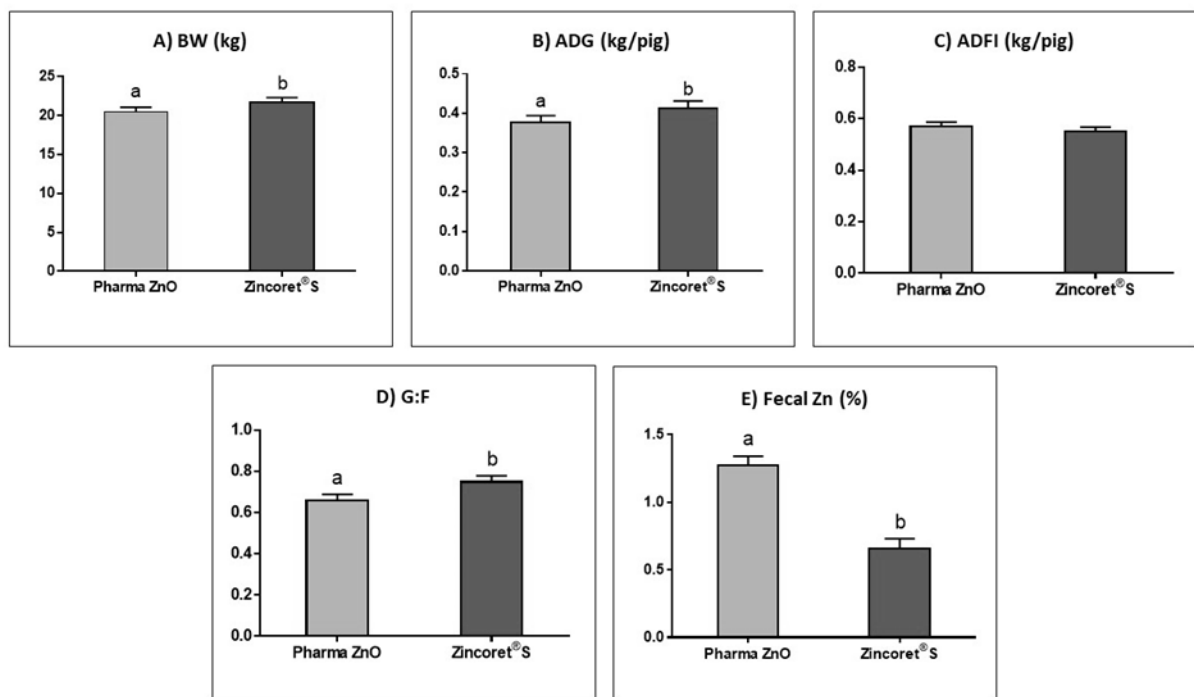 A) BW (kg)
25
20
15
10
5
0
a
b
Pharma ZnO
Zincoret®S
B) ADG (kg/pig)
0.5
0.4
0.3
0.2
0.1
0.0
a
b
Pharma ZnO
Zincoret®S
C) ADFI (kg/pig)
0.8
0.6
0.4
0.2
0.0
Pharma ZnO
Zincoret®S
D) G:F
1.0
0.8
0.6
0.4
0.2
0.0
a
b
Pharma ZnO
Zincoret®S
E) Fecal Zn (%)
1.5
1.0
0.5
0.0
a
b
Pharma ZnO
Zincoret®S